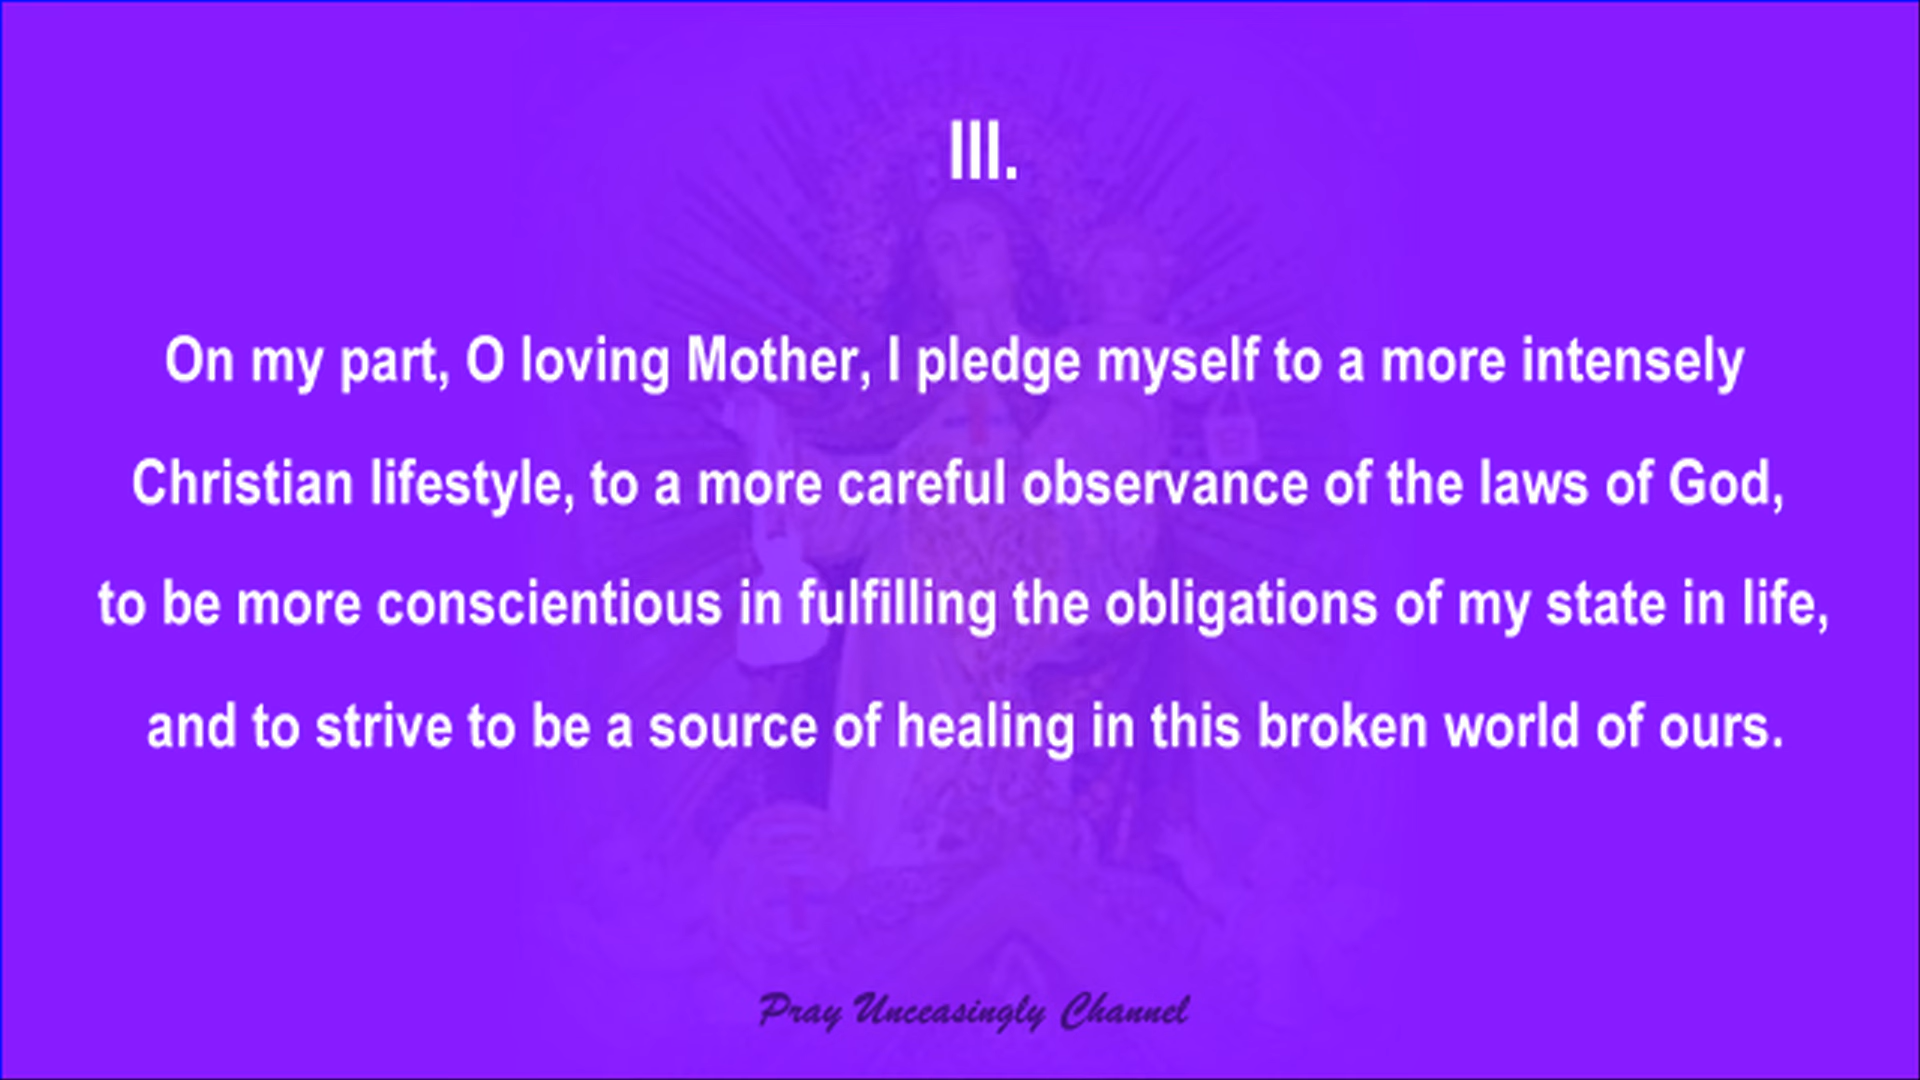 III.
On my part, O loving Mother, I pledge myself to a more intensely
Christian lifestyle, to a more careful observance of the laws of God,
to be more conscientious in fulfilling the obligations of my state in life,
and to strive to be a source of healing in this broken world of ours.
Pray Unceasingly Channel